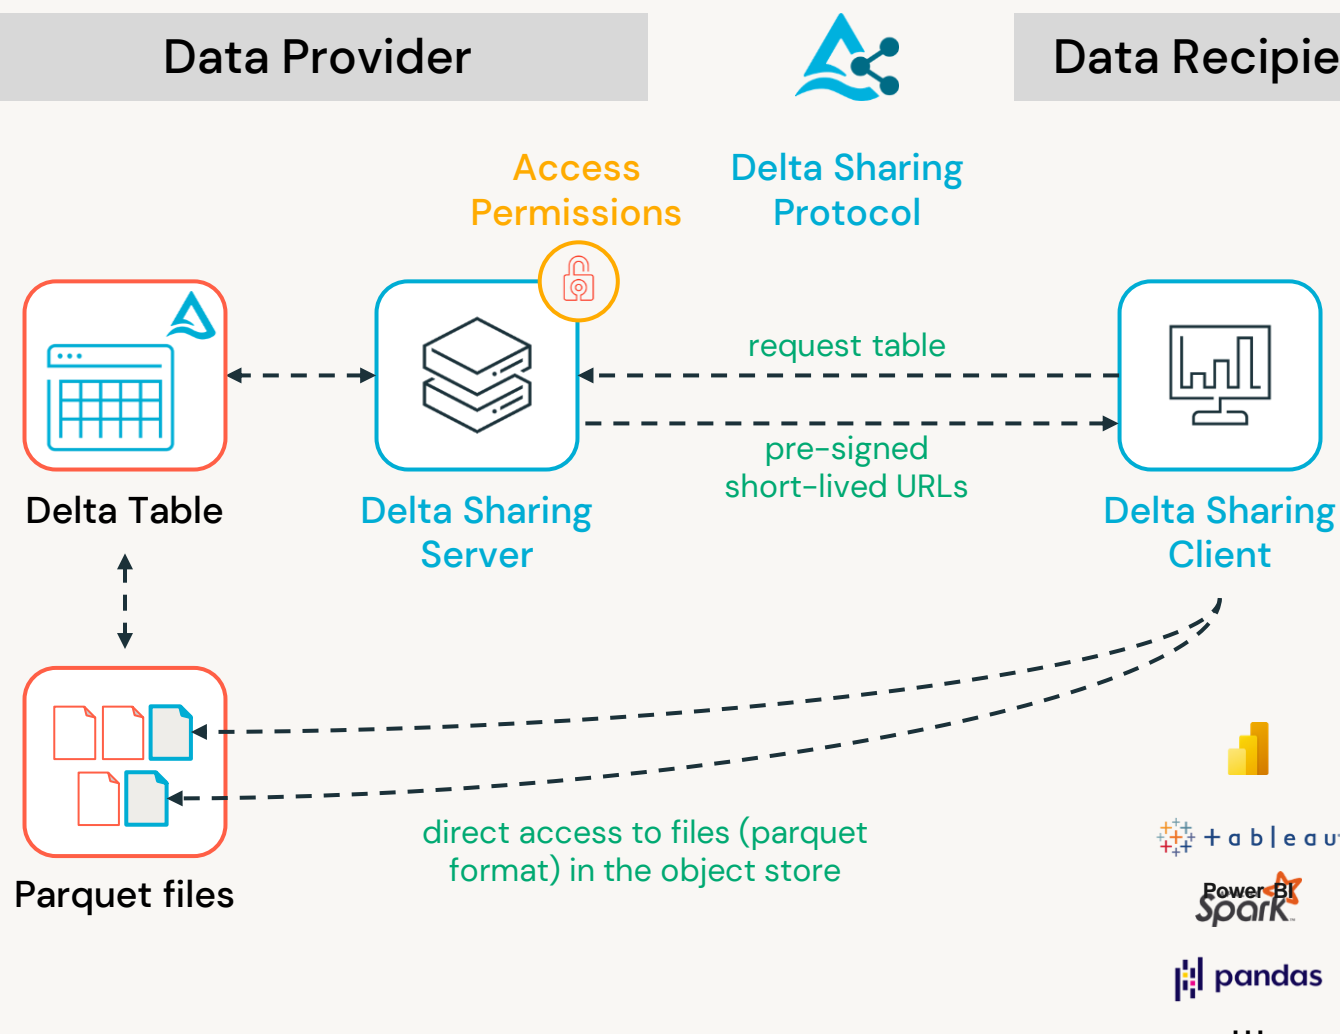 Data Provider
Data Recipie
Access
Permissions
Delta Sharing
Protocol
request table
pre-signed
short-lived URLs
Delta Table
Delta Sharing
Server
Delta Sharing
Client
direct access to files (parquet
format) in the object store
Parquet files
+ableau
Power BI
Spark
pandas
...